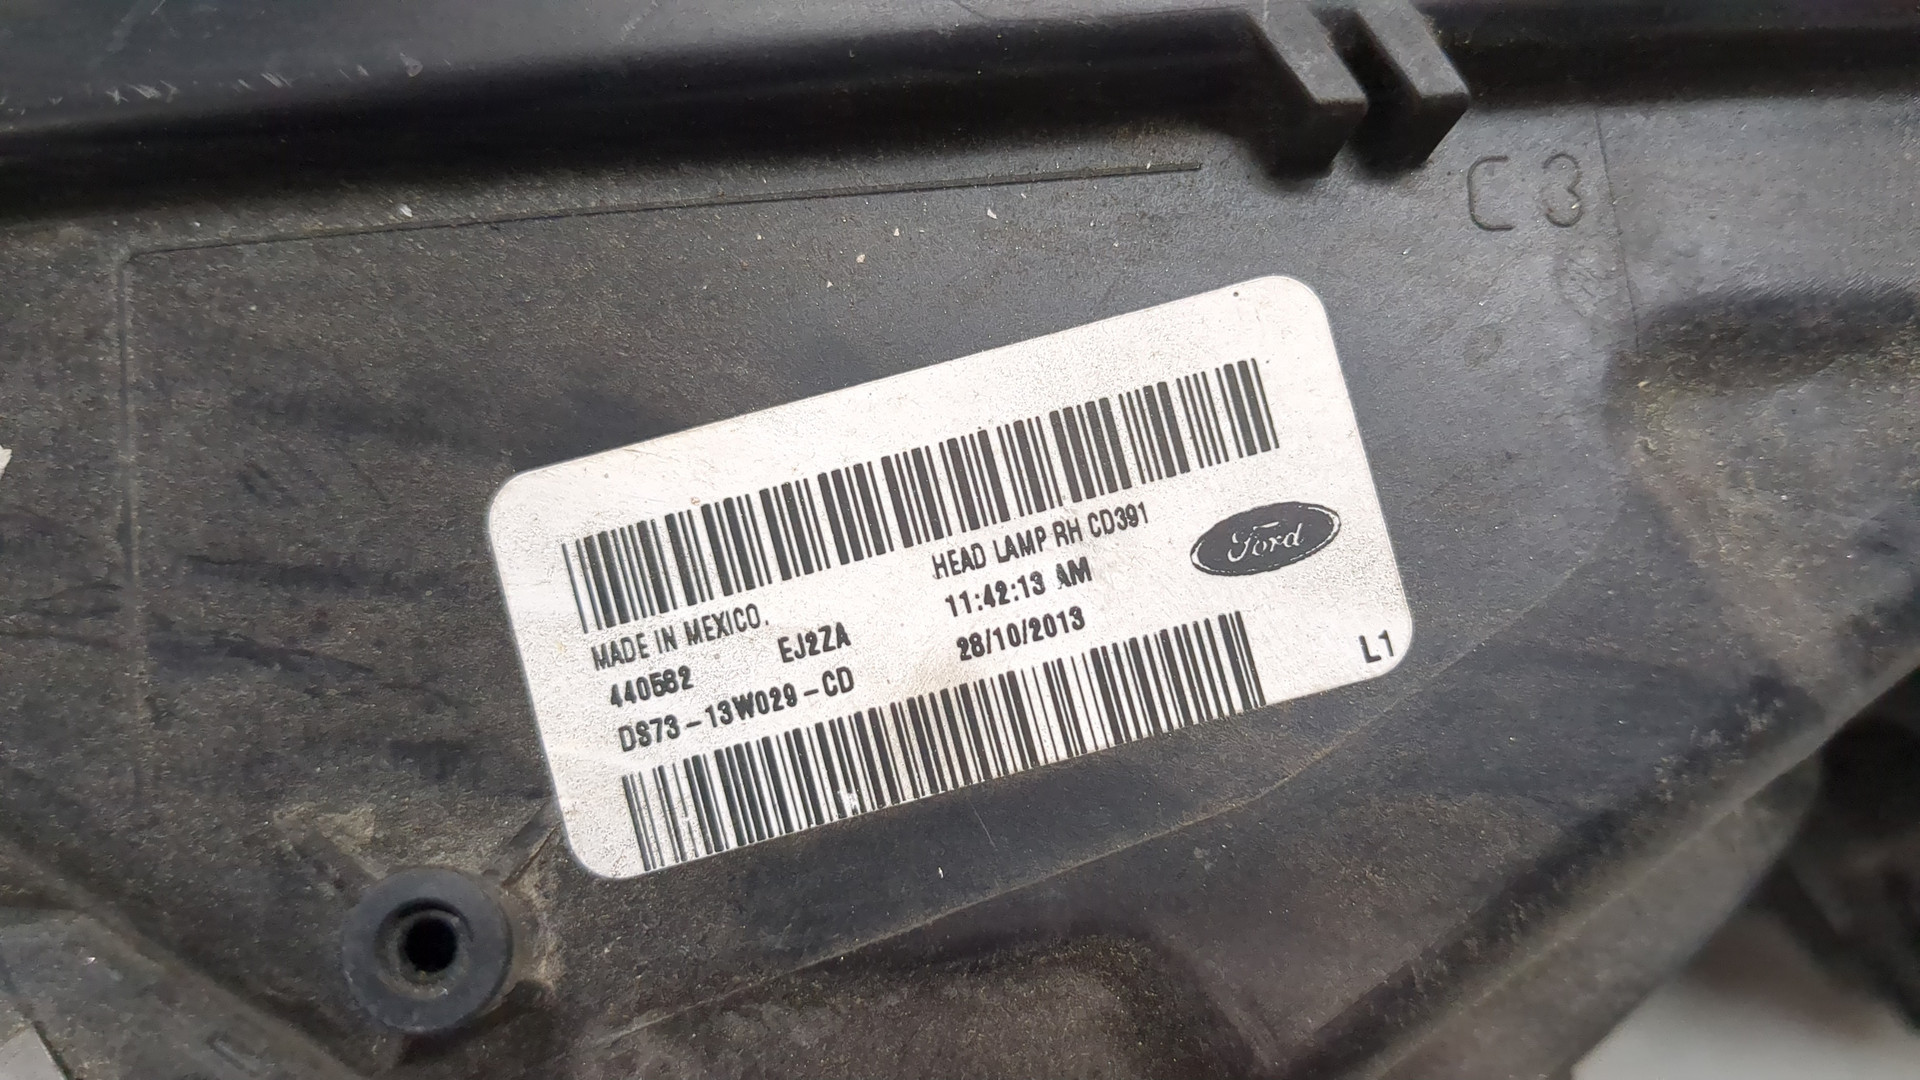 C3
HEAD LAMP RH CD391
Ford
MADE IN MEXICO.
11:42:13 AM
440582 EJ2ZA
28/10/2013
DS73-13W029-CD
L1